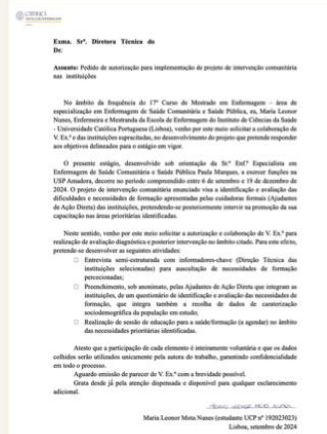 CATÓLICA
Exma. Srª. Diretora Técnica do
Dr.
Assunto: Pedido de autorização para implementação de projeto de intervenção comunitária
nas instituições
No âmbito da frequência do 17º Curso de Mestrado em Enfermagem – área de
especialização em Enfermagem de Saúde Comunitária e Saúde Pública, eu, Maria Leonor
Nunes, Enfermeira e Mestranda da Escola de Enfermagem do Instituto de Ciências da Saúde
- Universidade Católica Portuguesa (Lisboa), venho por este meio solicitar a colaboração de
V. Ex.ª e das instituições supracitadas, no desenvolvimento do projeto que pretende responder
aos objetivos delineados para o estágio em vigor.
O presente estágio, desenvolvido sob orientação da Srª Enfª Especialista em
Enfermagem de Saúde Comunitária e Saúde Pública Paula Marques, a exercer funções na
USP Amadora, decorre no período compreendido entre 6 de setembro e 19 de dezembro de
2024. O projeto de intervenção comunitária enunciado visa a identificação e avaliação das
dificuldades e necessidades de formação apresentadas pelas cuidadoras formais (Ajudantes
de Ação Direta) das instituições, pretendendo-se posteriormente intervir na promoção da sua
capacitação nas áreas prioritárias identificadas.
Neste sentido, venho por este meio solicitar a autorização e colaboração de V. Ex.ª para
realização de avaliação diagnóstica e posterior intervenção no âmbito citado. Para este efeito,
pretende-se desenvolver os seguintes momentos:
Entrevista semi-estruturada com informadores-chave (Direção Técnica das
instituições selecionadas) para auscultação de necessidades de formação
percecionadas;
Preenchimento, sob anonimato, pelas Ajudantes de Ação Direta que integram as
instituições, de um questionário de identificação e avaliação das necessidades de
formação, que integra também a recolha de dados de caraterização
sociodemográfica da população em estudo;
Realização de sessão de educação para a saúde/formação (a agendar) no âmbito
das necessidades prioritárias identificadas.
Atesto que a participação de cada elemento é inteiramente voluntária e que os dados
colhidos serão utilizados unicamente pela autora do trabalho, garantindo confidencialidade
em todo o processo.
Aguardo emissão de parecer de V. Ex.ª com a brevidade possível.
Grata desde já pela atenção dispensada e disponível para qualquer esclarecimento
adicional.
Maria Leonor Mota Nunes (estudante UCP nº 192023023)
Lisboa, setembro de 2024